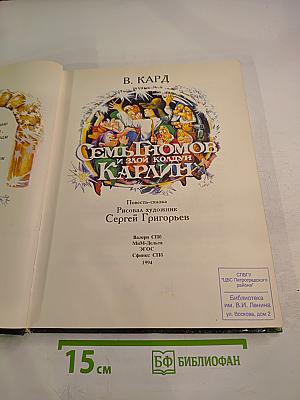 В. КАРД
СЕМЬ ГНОМОВ
И ЗЛОЙ КОЛДУН
КАРЛИН
Повесть-сказка
Рисовал художник
Сергей Григорьев
Валери СПб
МиМ-Дельта
ЭГОС
Сфинкс СПб
1994
СПбГУ
"ЦБС Петроградского
района"
Библиотека
им. В.И. Ленина
ул. Воскова, дом 2
15 см
БФ БИБЛИОФАН